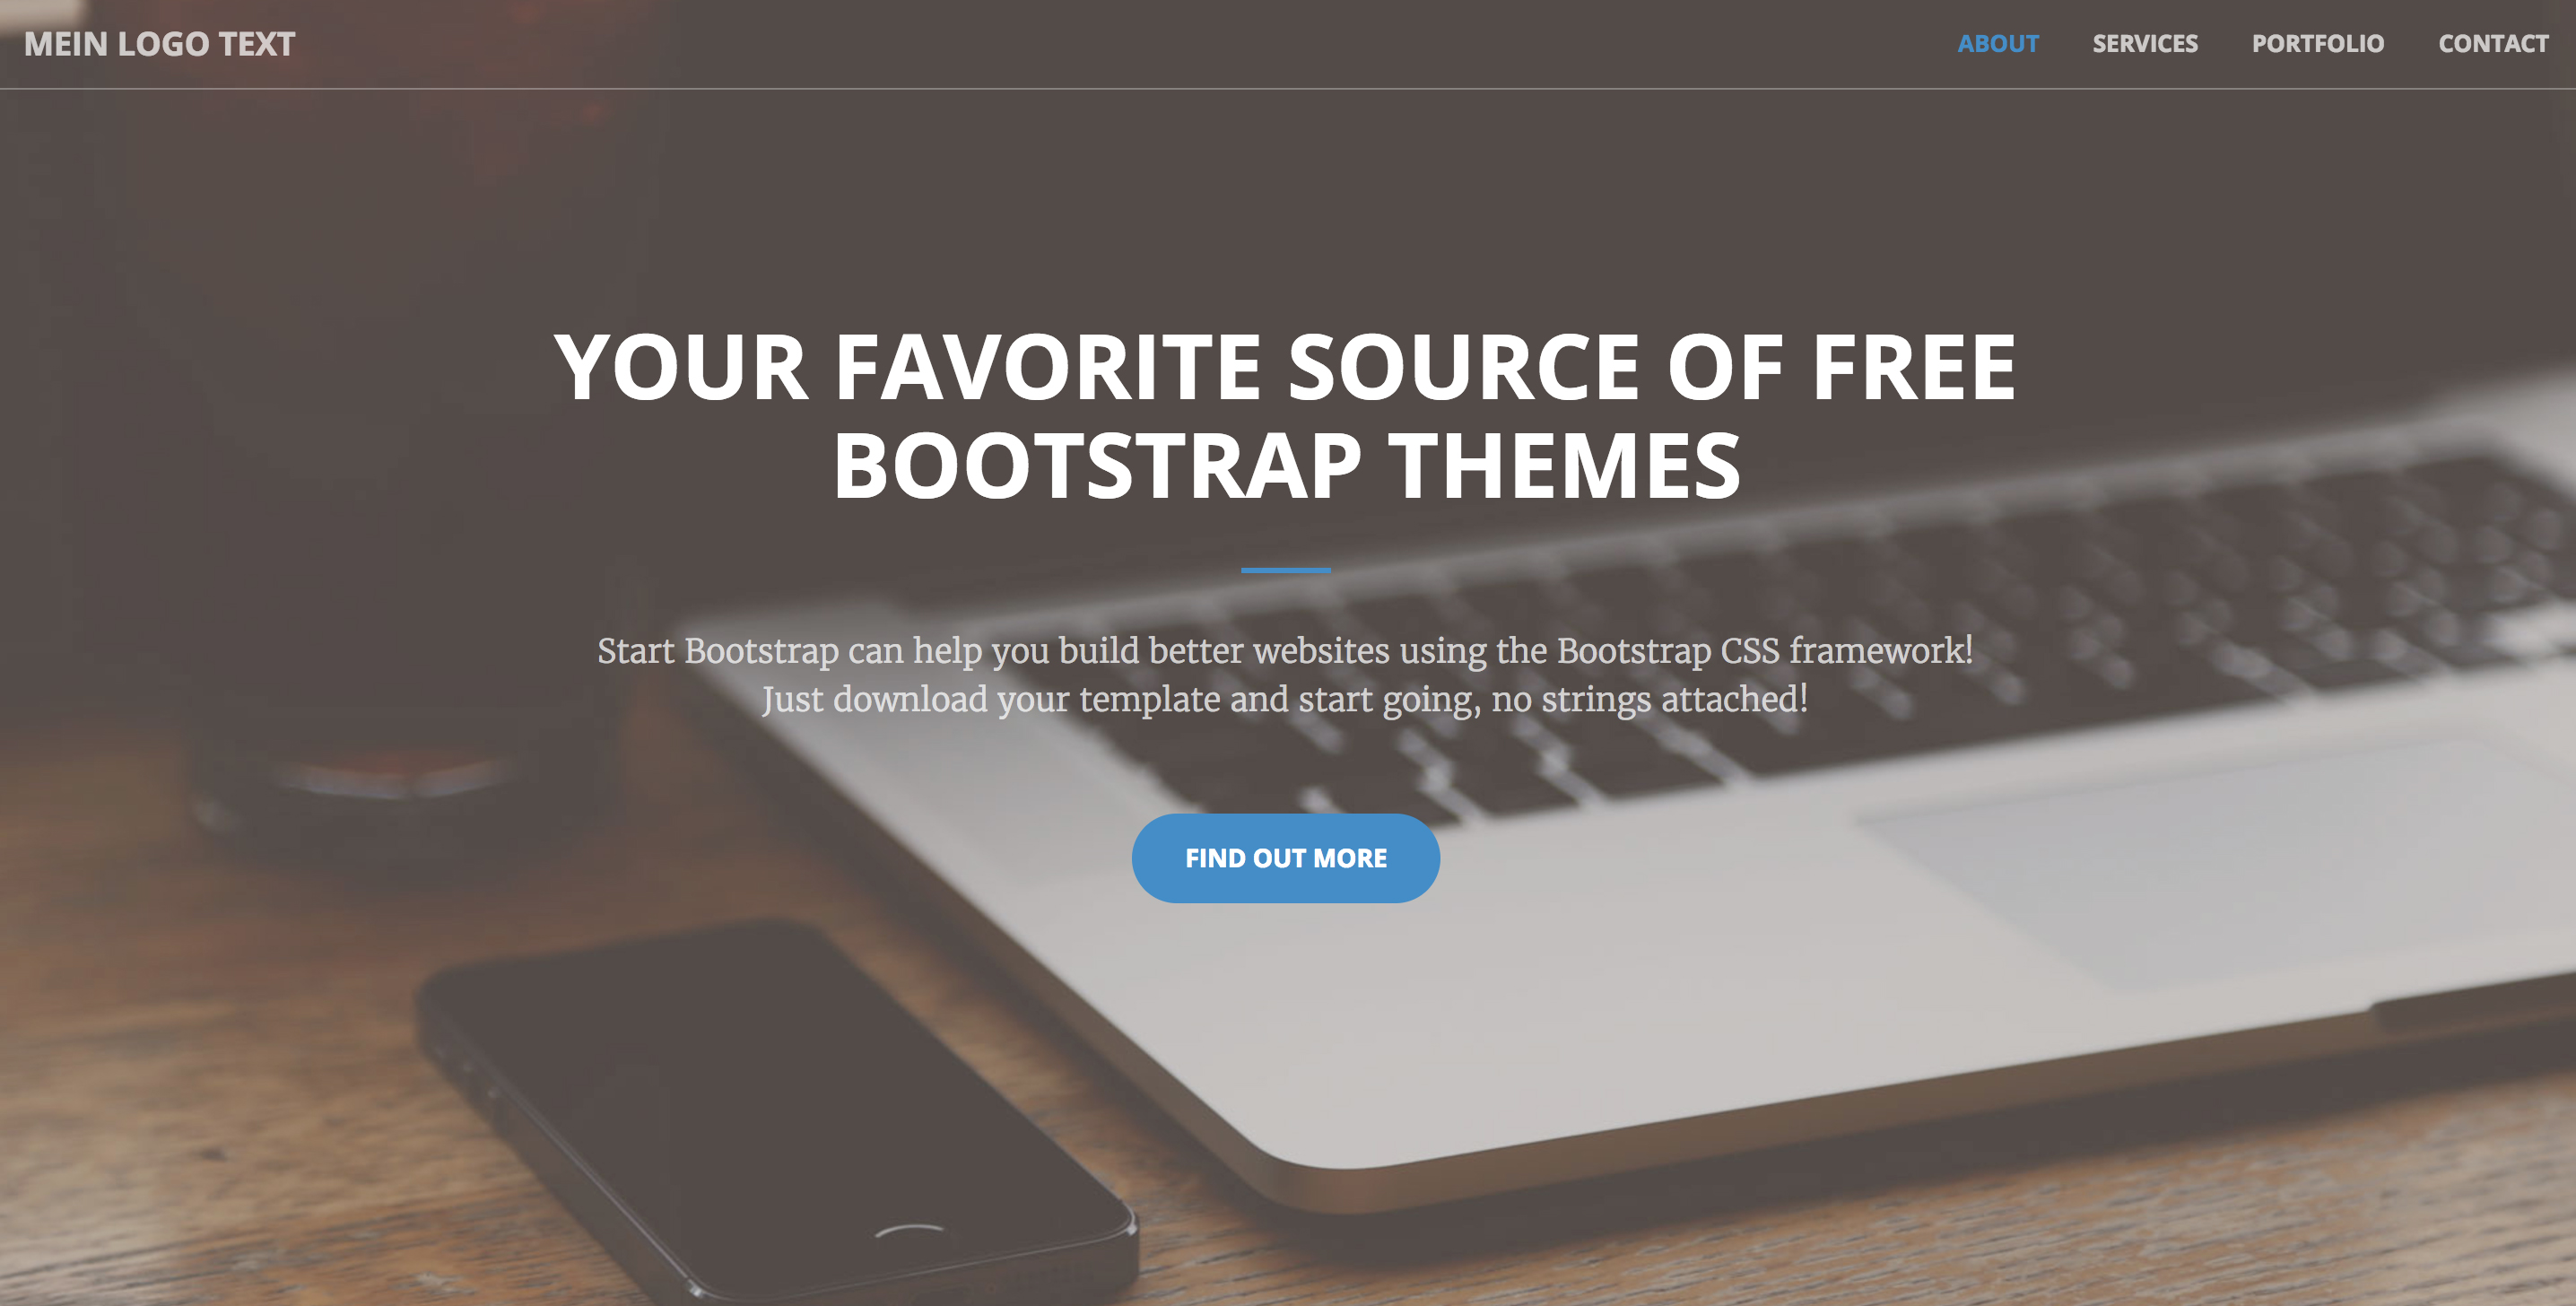 MEIN LOGO TEXT
ABOUT SERVICES PORTFOLIO CONTACT
YOUR FAVORITE SOURCE OF FREE
BOOTSTRAP THEMES
Start Bootstrap can help you build better websites using the Bootstrap CSS framework!
Just download your template and start going, no strings attached!
FIND OUT MORE